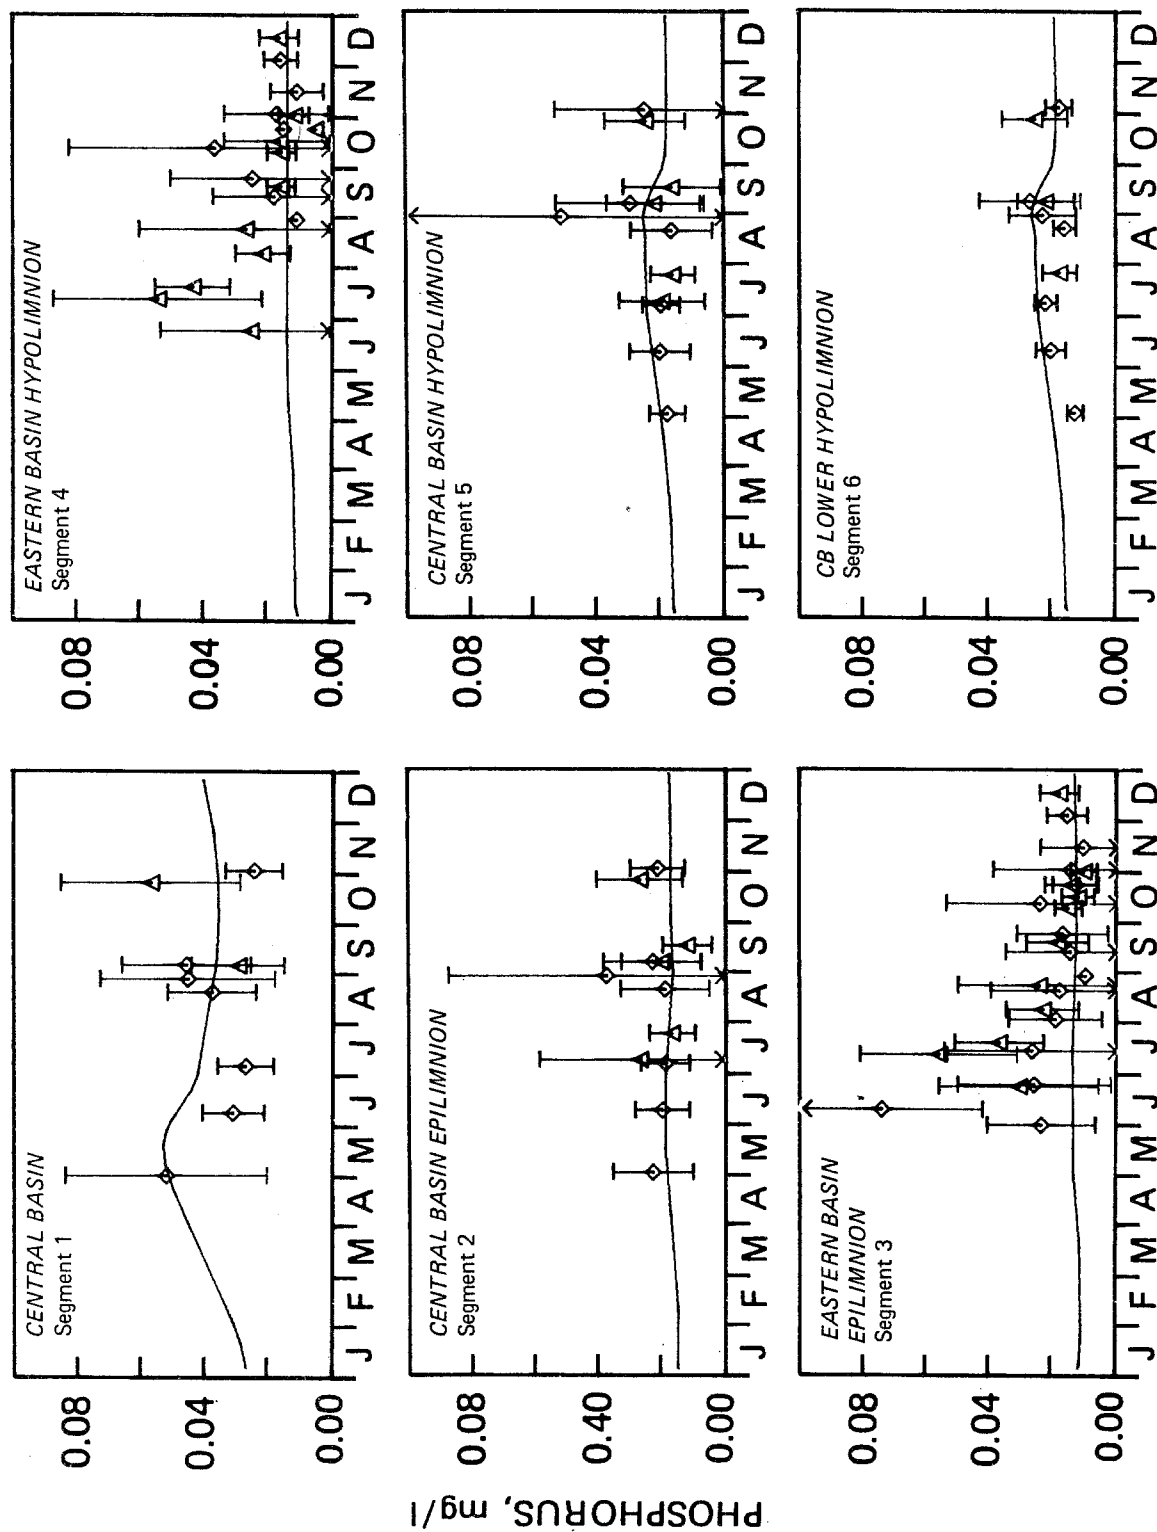 PHOSPHORUS, mg/l
CENTRAL BASIN
Segment 1
0.08
0.04
J F M A M J J A S O N D
EASTERN BASIN HYPOLIMNION
Segment 4
0.08
0.04
0.00
J F M A M J J A S O N D
CENTRAL BASIN EPILIMNION
Segment 2
0.08
0.40
0.00
J F M A M J J A S O N D
CENTRAL BASIN HYPOLIMNION
Segment 5
0.08
0.04
0.00
J F M A M J J A S O N D
EASTERN BASIN
EPILIMNION
Segment 3
0.08
0.04
0.00
J F M A M J J A S O N D
CB LOWER HYPOLIMNION
Segment 6
0.08
0.04
0.00
J F M A M J J A S O N D